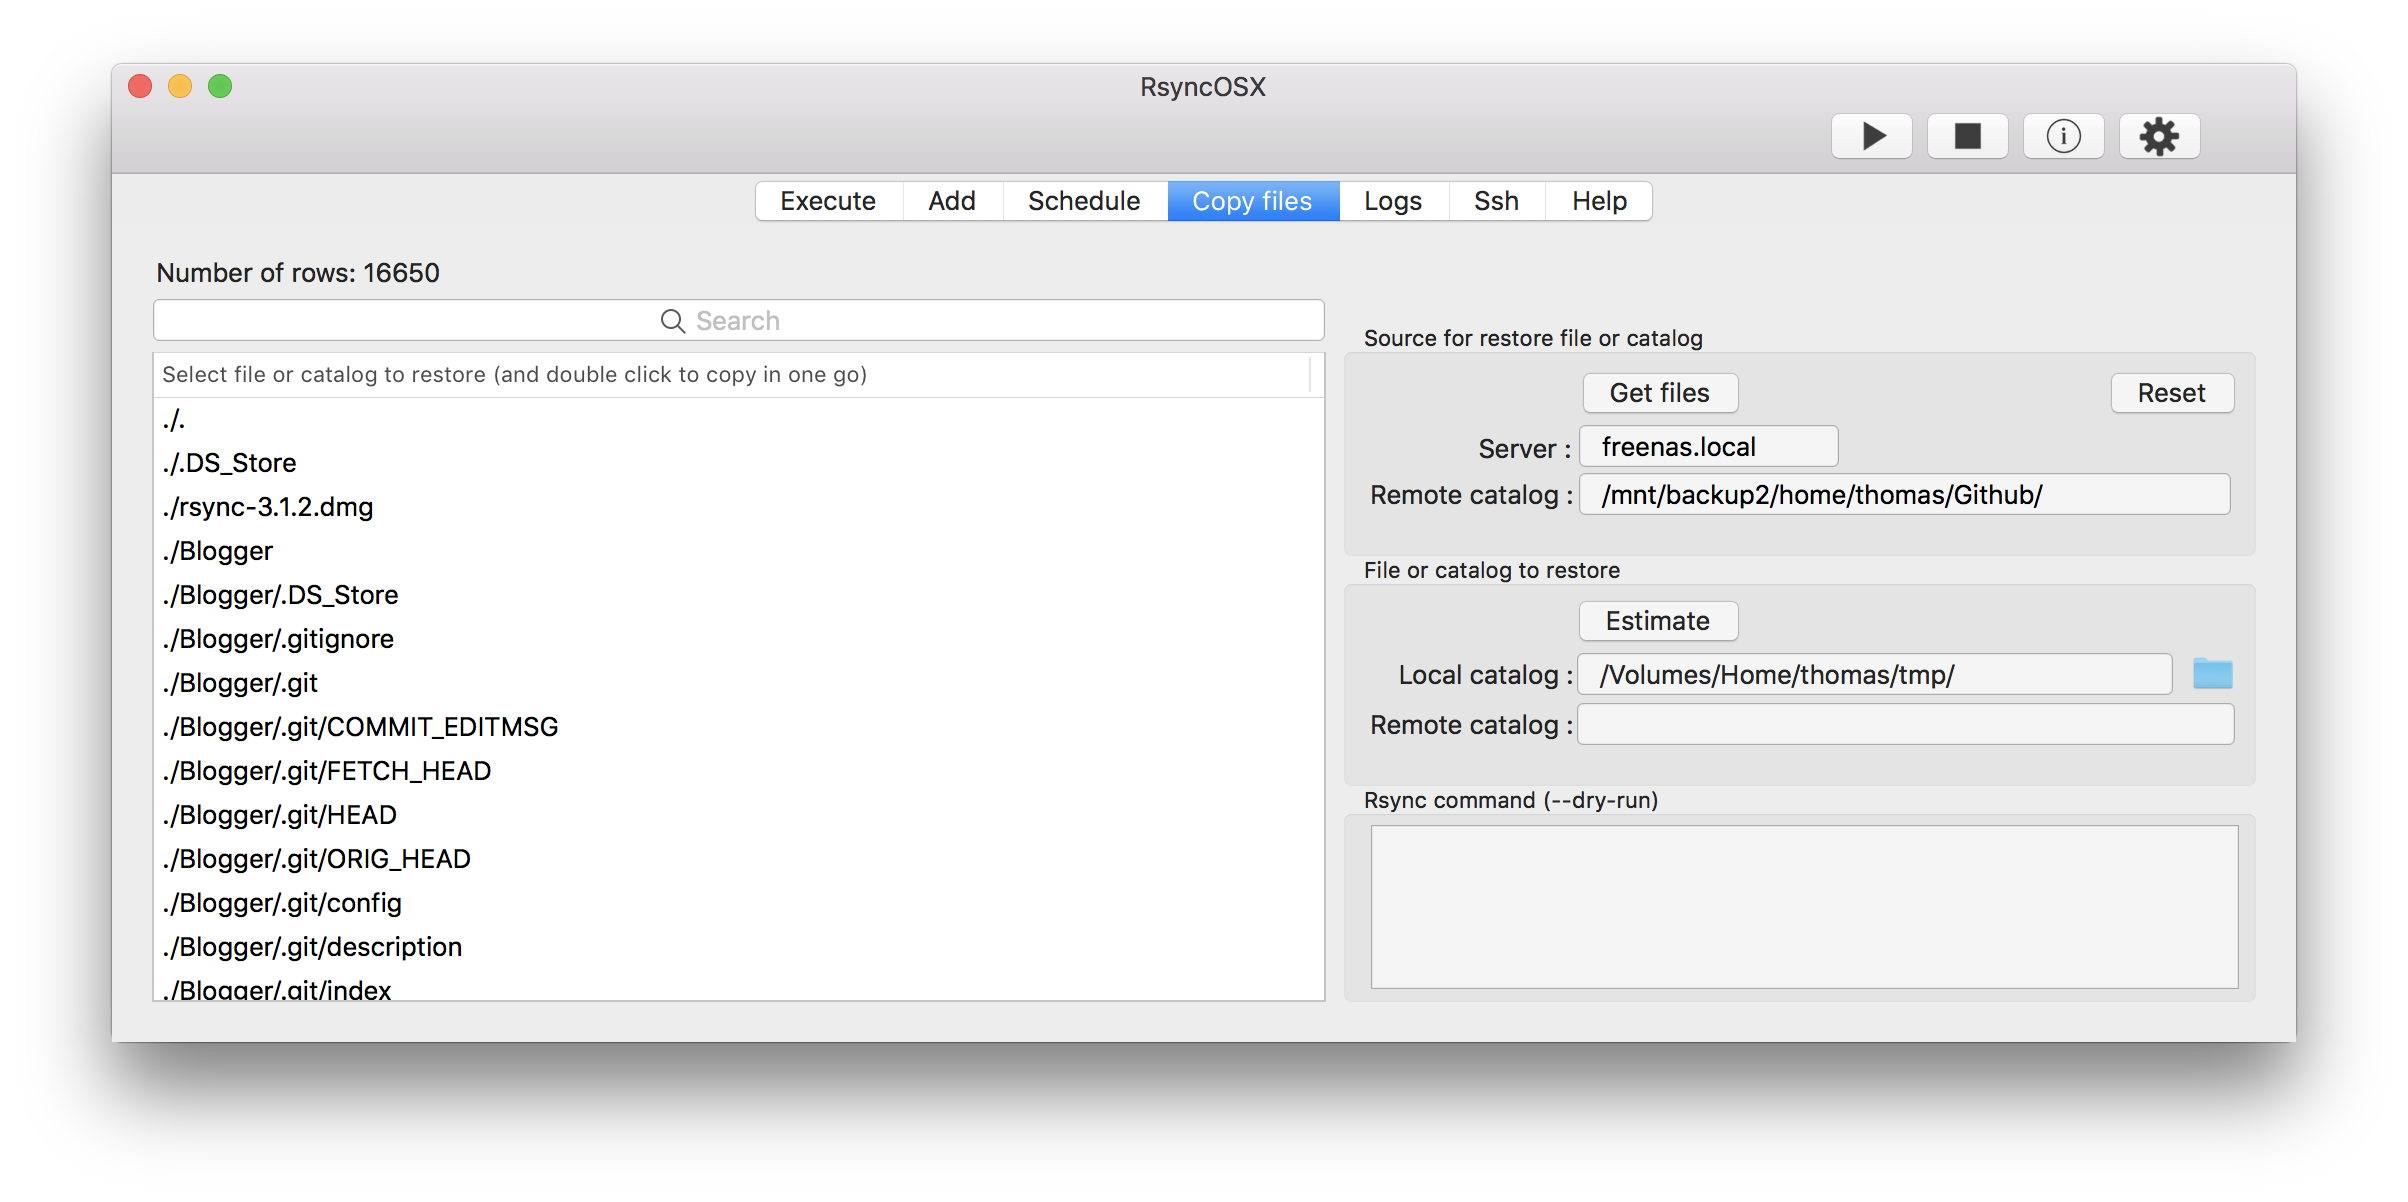 RsyncOSX
Execute Add Schedule Copy files Logs Ssh Help
Number of rows: 16650
Search
Select file or catalog to restore (and double click to copy in one go)
./.
./.DS_Store
./rsync-3.1.2.dmg
./Blogger
./Blogger/.DS_Store
./Blogger/.gitignore
./Blogger/.git
./Blogger/.git/COMMIT_EDITMSG
./Blogger/.git/FETCH_HEAD
./Blogger/.git/HEAD
./Blogger/.git/ORIG_HEAD
./Blogger/.git/config
./Blogger/.git/description
./Blogger/.git/index
Source for restore file or catalog
Get files Reset
Server : freenas.local
Remote catalog : /mnt/backup2/home/thomas/Github/
File or catalog to restore
Estimate
Local catalog : /Volumes/Home/thomas/tmp/
Remote catalog :
Rsync command (--dry-run)